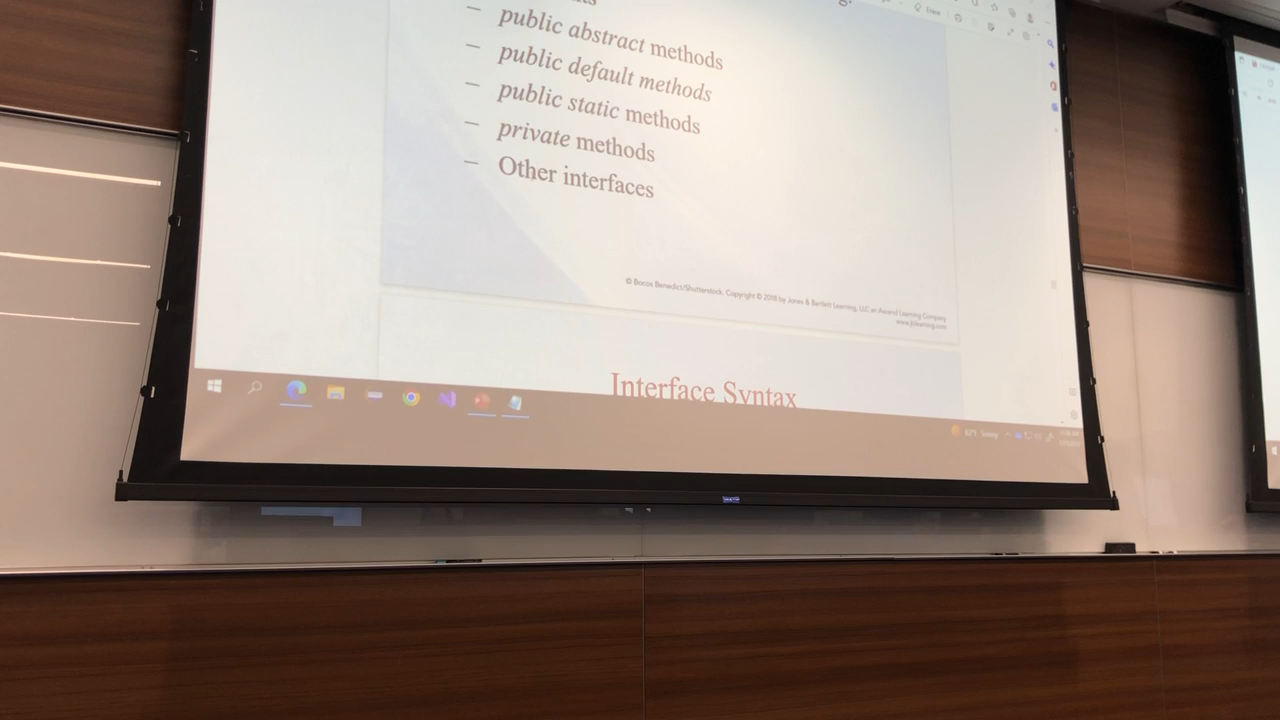 – public abstract methods
– public default methods
– public static methods
– private methods
– Other interfaces
© Bocos Benedict/Shutterstock. Copyright © 2018 by Jones & Bartlett Learning, LLC an Ascend Learning Company
www.jblearning.com
Interface Syntax
Sunny